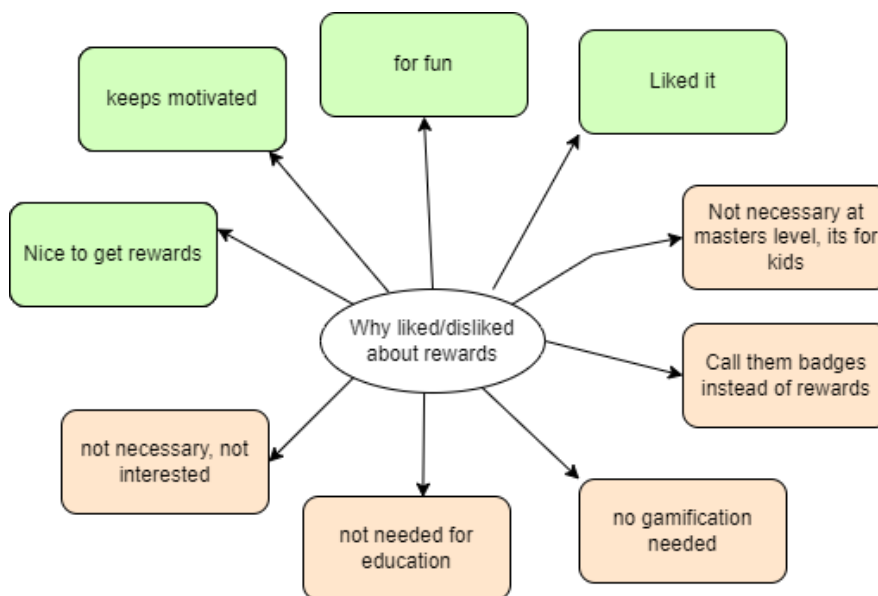 for fun
Liked it
keeps motivated
Nice to get rewards
Not necessary at
masters level, its for
kids
Why liked/disliked
about rewards
Call them badges
instead of rewards
not necessary, not
interested
not needed for
education
no gamification
needed